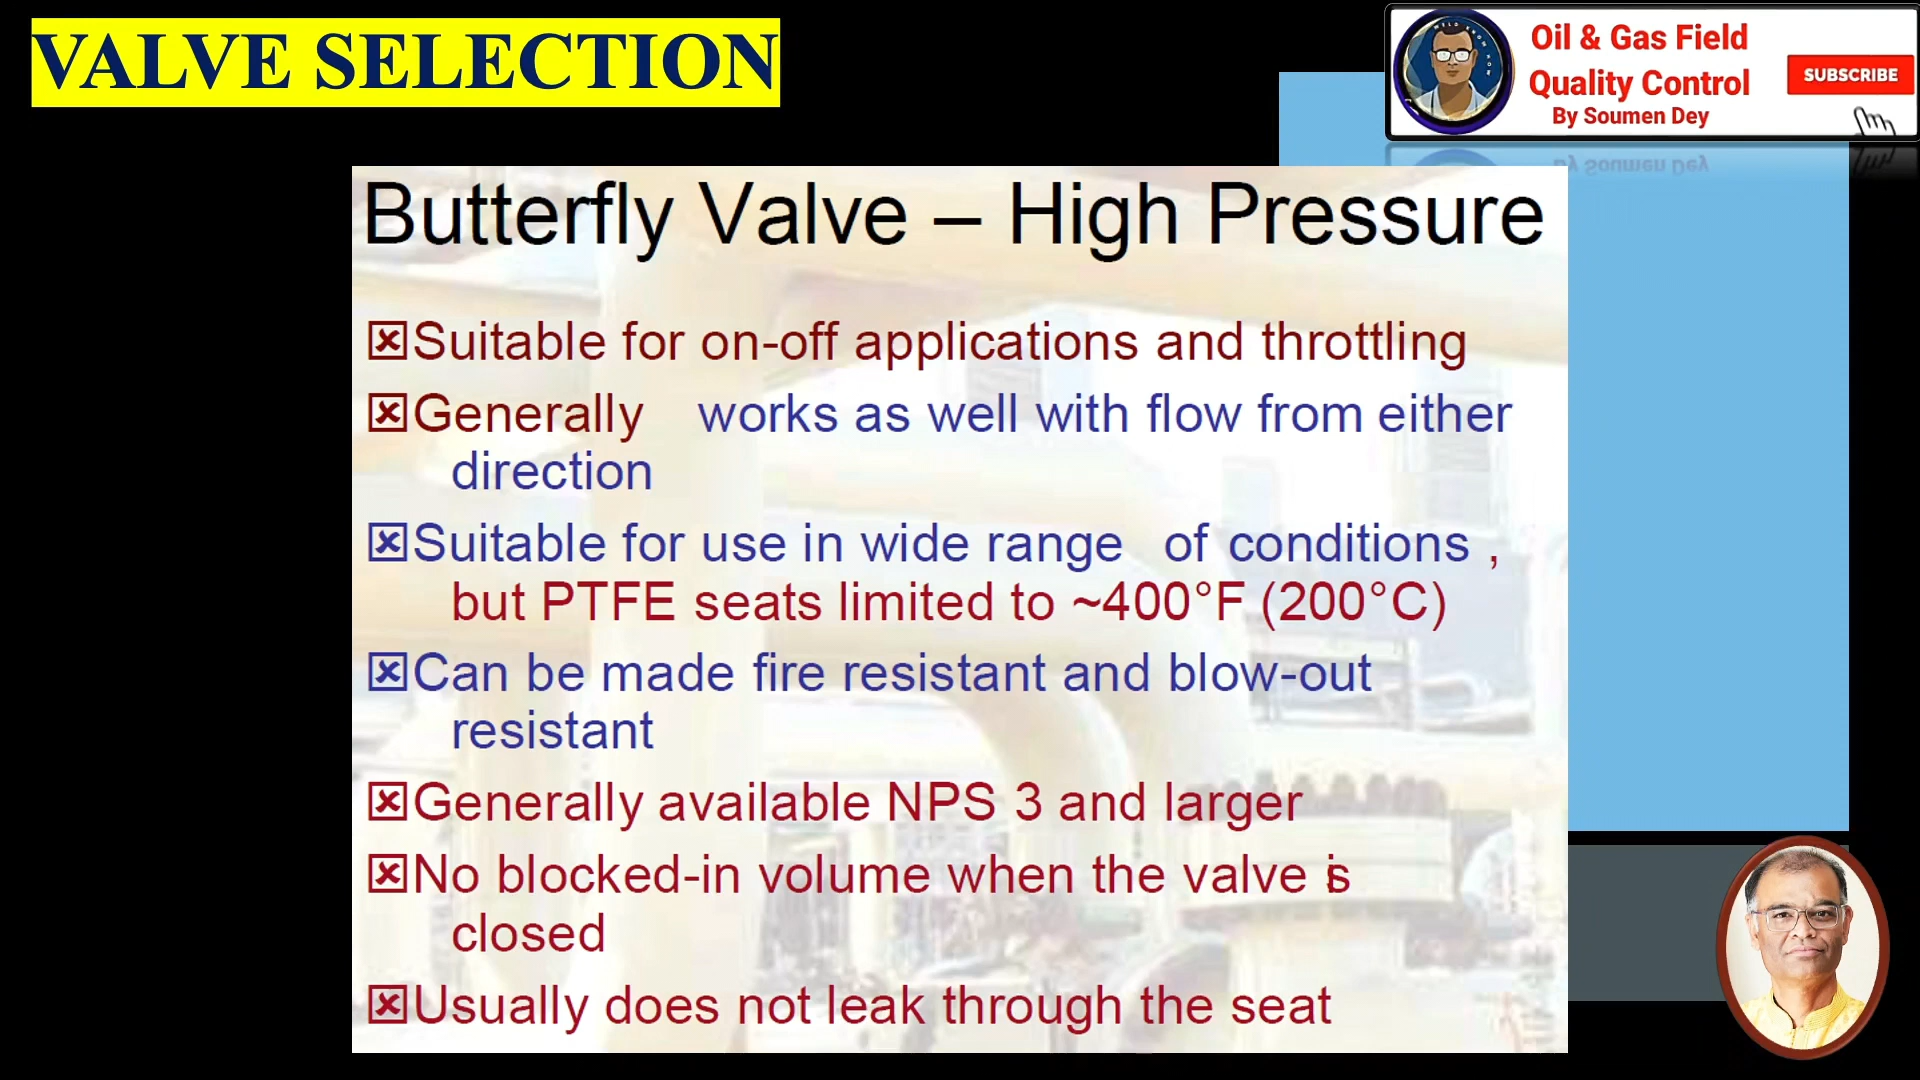 VALVE SELECTION
Oil & Gas Field
Quality Control
By Soumen Dey
SUBSCRIBE
By Soumen Dey
Butterfly Valve – High Pressure
Suitable for on-off applications and throttling
Generally works as well with flow from either
direction
Suitable for use in wide range of conditions ,
but PTFE seats limited to ~400°F (200°C)
Can be made fire resistant and blow-out
resistant
Generally available NPS 3 and larger
No blocked-in volume when the valve is
closed
Usually does not leak through the seat